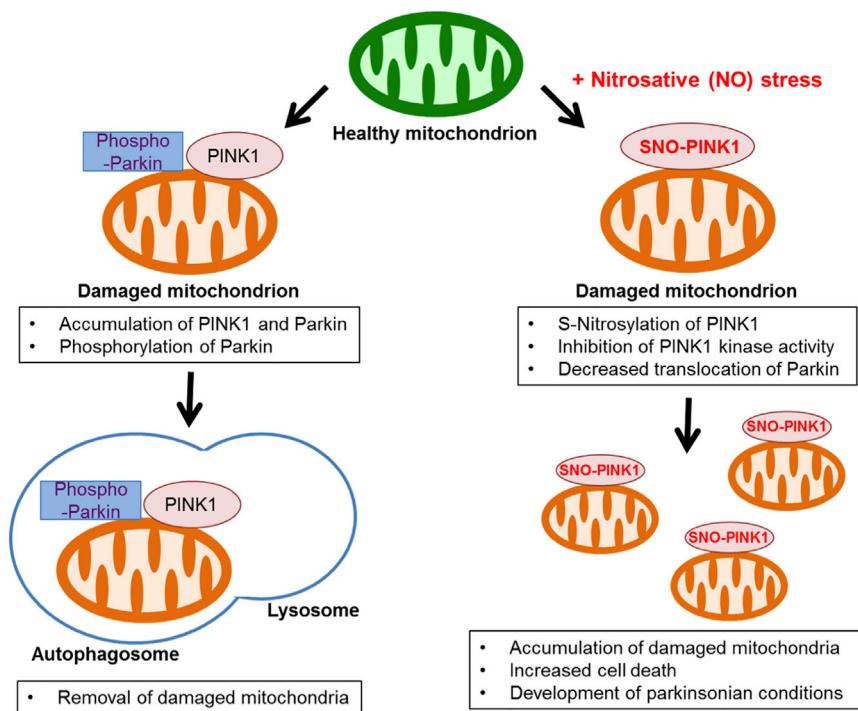 Healthy mitochondrion
+ Nitrosative (NO) stress
Phospho
-Parkin
PINK1
Damaged mitochondrion
• Accumulation of PINK1 and Parkin
• Phosphorylation of Parkin
Phospho
-Parkin
PINK1
Lysosome
Autophagosome
• Removal of damaged mitochondria
SNO-PINK1
Damaged mitochondrion
• S-Nitrosylation of PINK1
• Inhibition of PINK1 kinase activity
• Decreased translocation of Parkin
SNO-PINK1
SNO-PINK1
SNO-PINK1
• Accumulation of damaged mitochondria
• Increased cell death
• Development of parkinsonian conditions